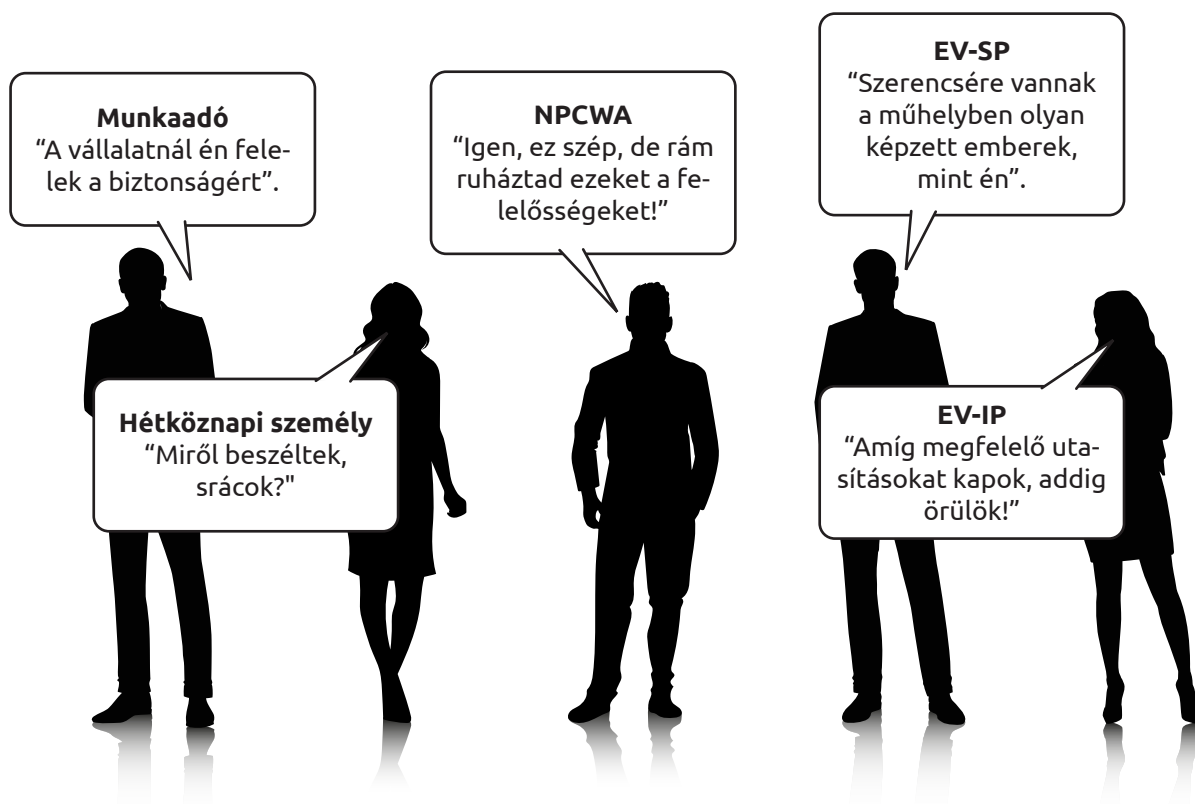 Munkaadó
“A vállalatnál én fele-
lek a biztonságért”.
Hétköznapi személy
“Miről beszéltek,
srácok?"
NPCWA
“Igen, ez szép, de rám
ruháztad ezeket a fe-
lelősségeket!”
EV-SP
“Szerencsére vannak
a műhelyben olyan
képzett emberek,
mint én”.
EV-IP
“Amíg megfelelő uta-
sításokat kapok, addig
örülök!”